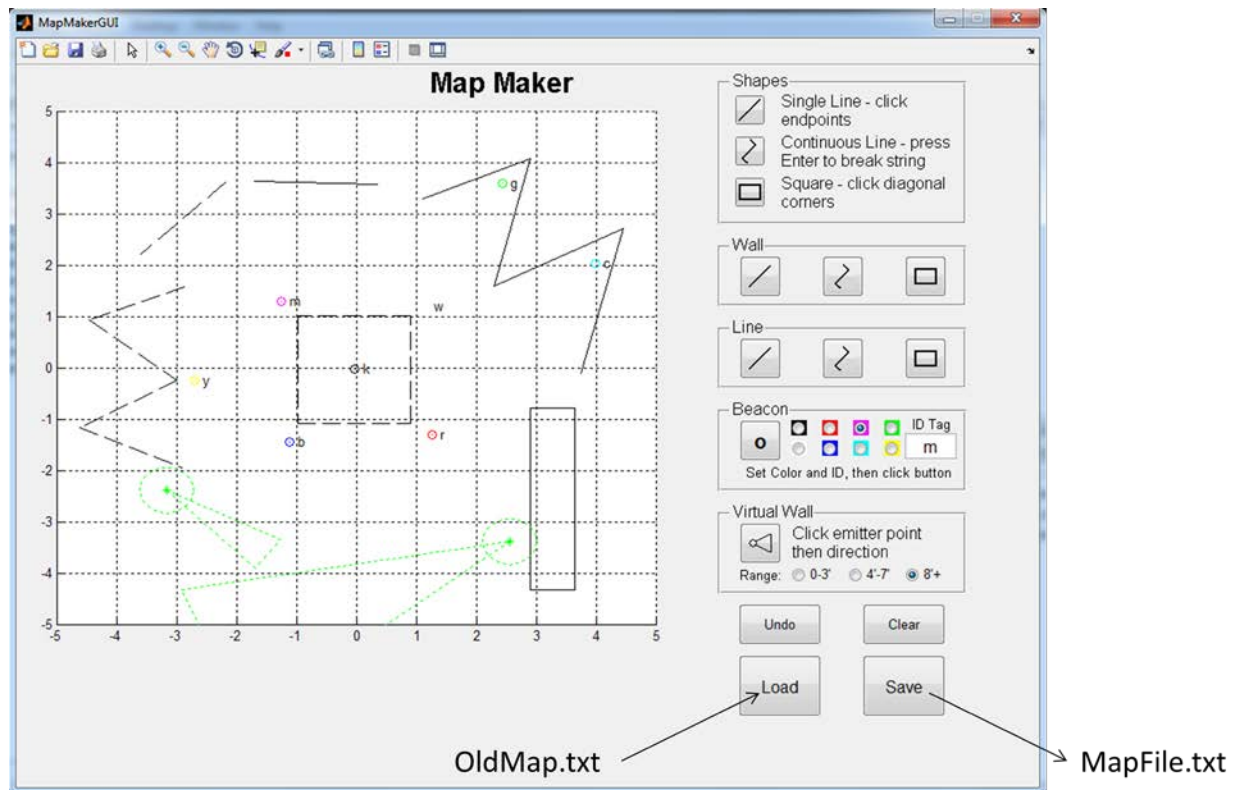 MapMakerGUI
Map Maker
5
4
3
2
1
0
-1
-2
-3
-4
-5
-5 -4 -3 -2 -1 0 1 2 3 4 5
g
c
m
w
k
y
b
r
Shapes
Single Line - click
endpoints
Continuous Line - press
Enter to break string
Square - click diagonal
corners
Wall
Line
Beacon
ID Tag
o
m
Set Color and ID, then click button
Virtual Wall
Click emitter point
then direction
Range: 0-3' 4'-7' 8'+
Undo Clear
Load Save
OldMap.txt
MapFile.txt